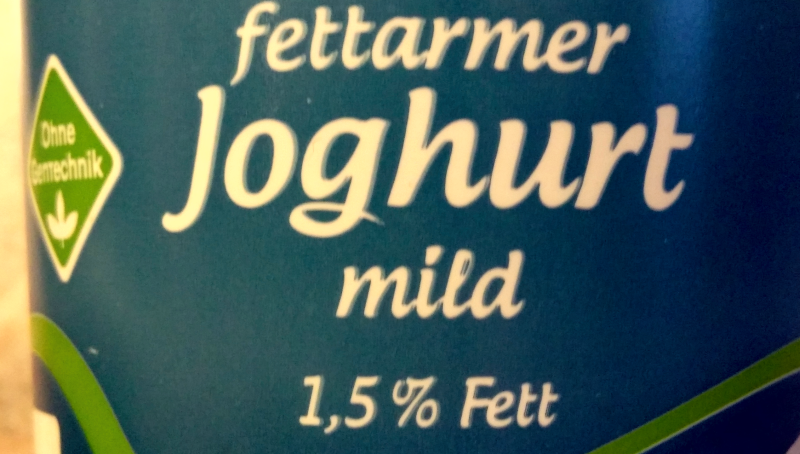 fettarmer
Joghurt
mild
1,5 % Fett
Ohne
Gentechnik